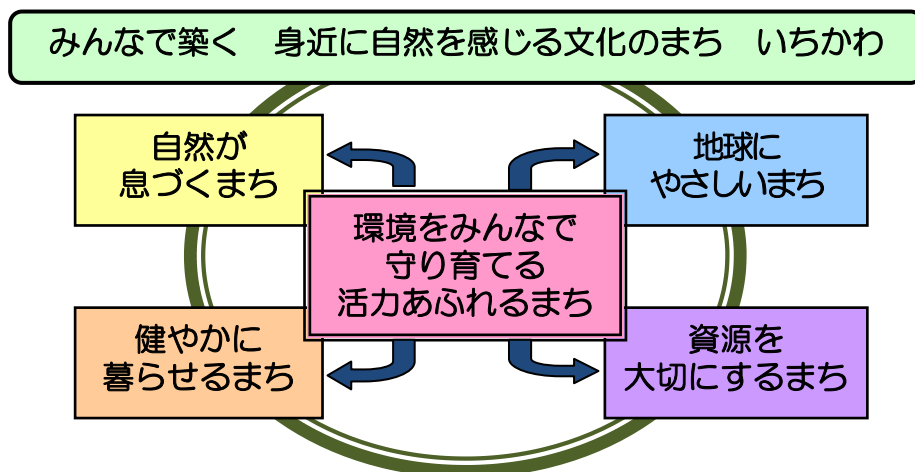 みんなで築く　身近に自然を感じる文化のまち　いちかわ
自然が
息づくまち
地球に
やさしいまち
環境をみんなで
守り育てる
活力あふれるまち
健やかに
暮らせるまち
資源を
大切にするまち